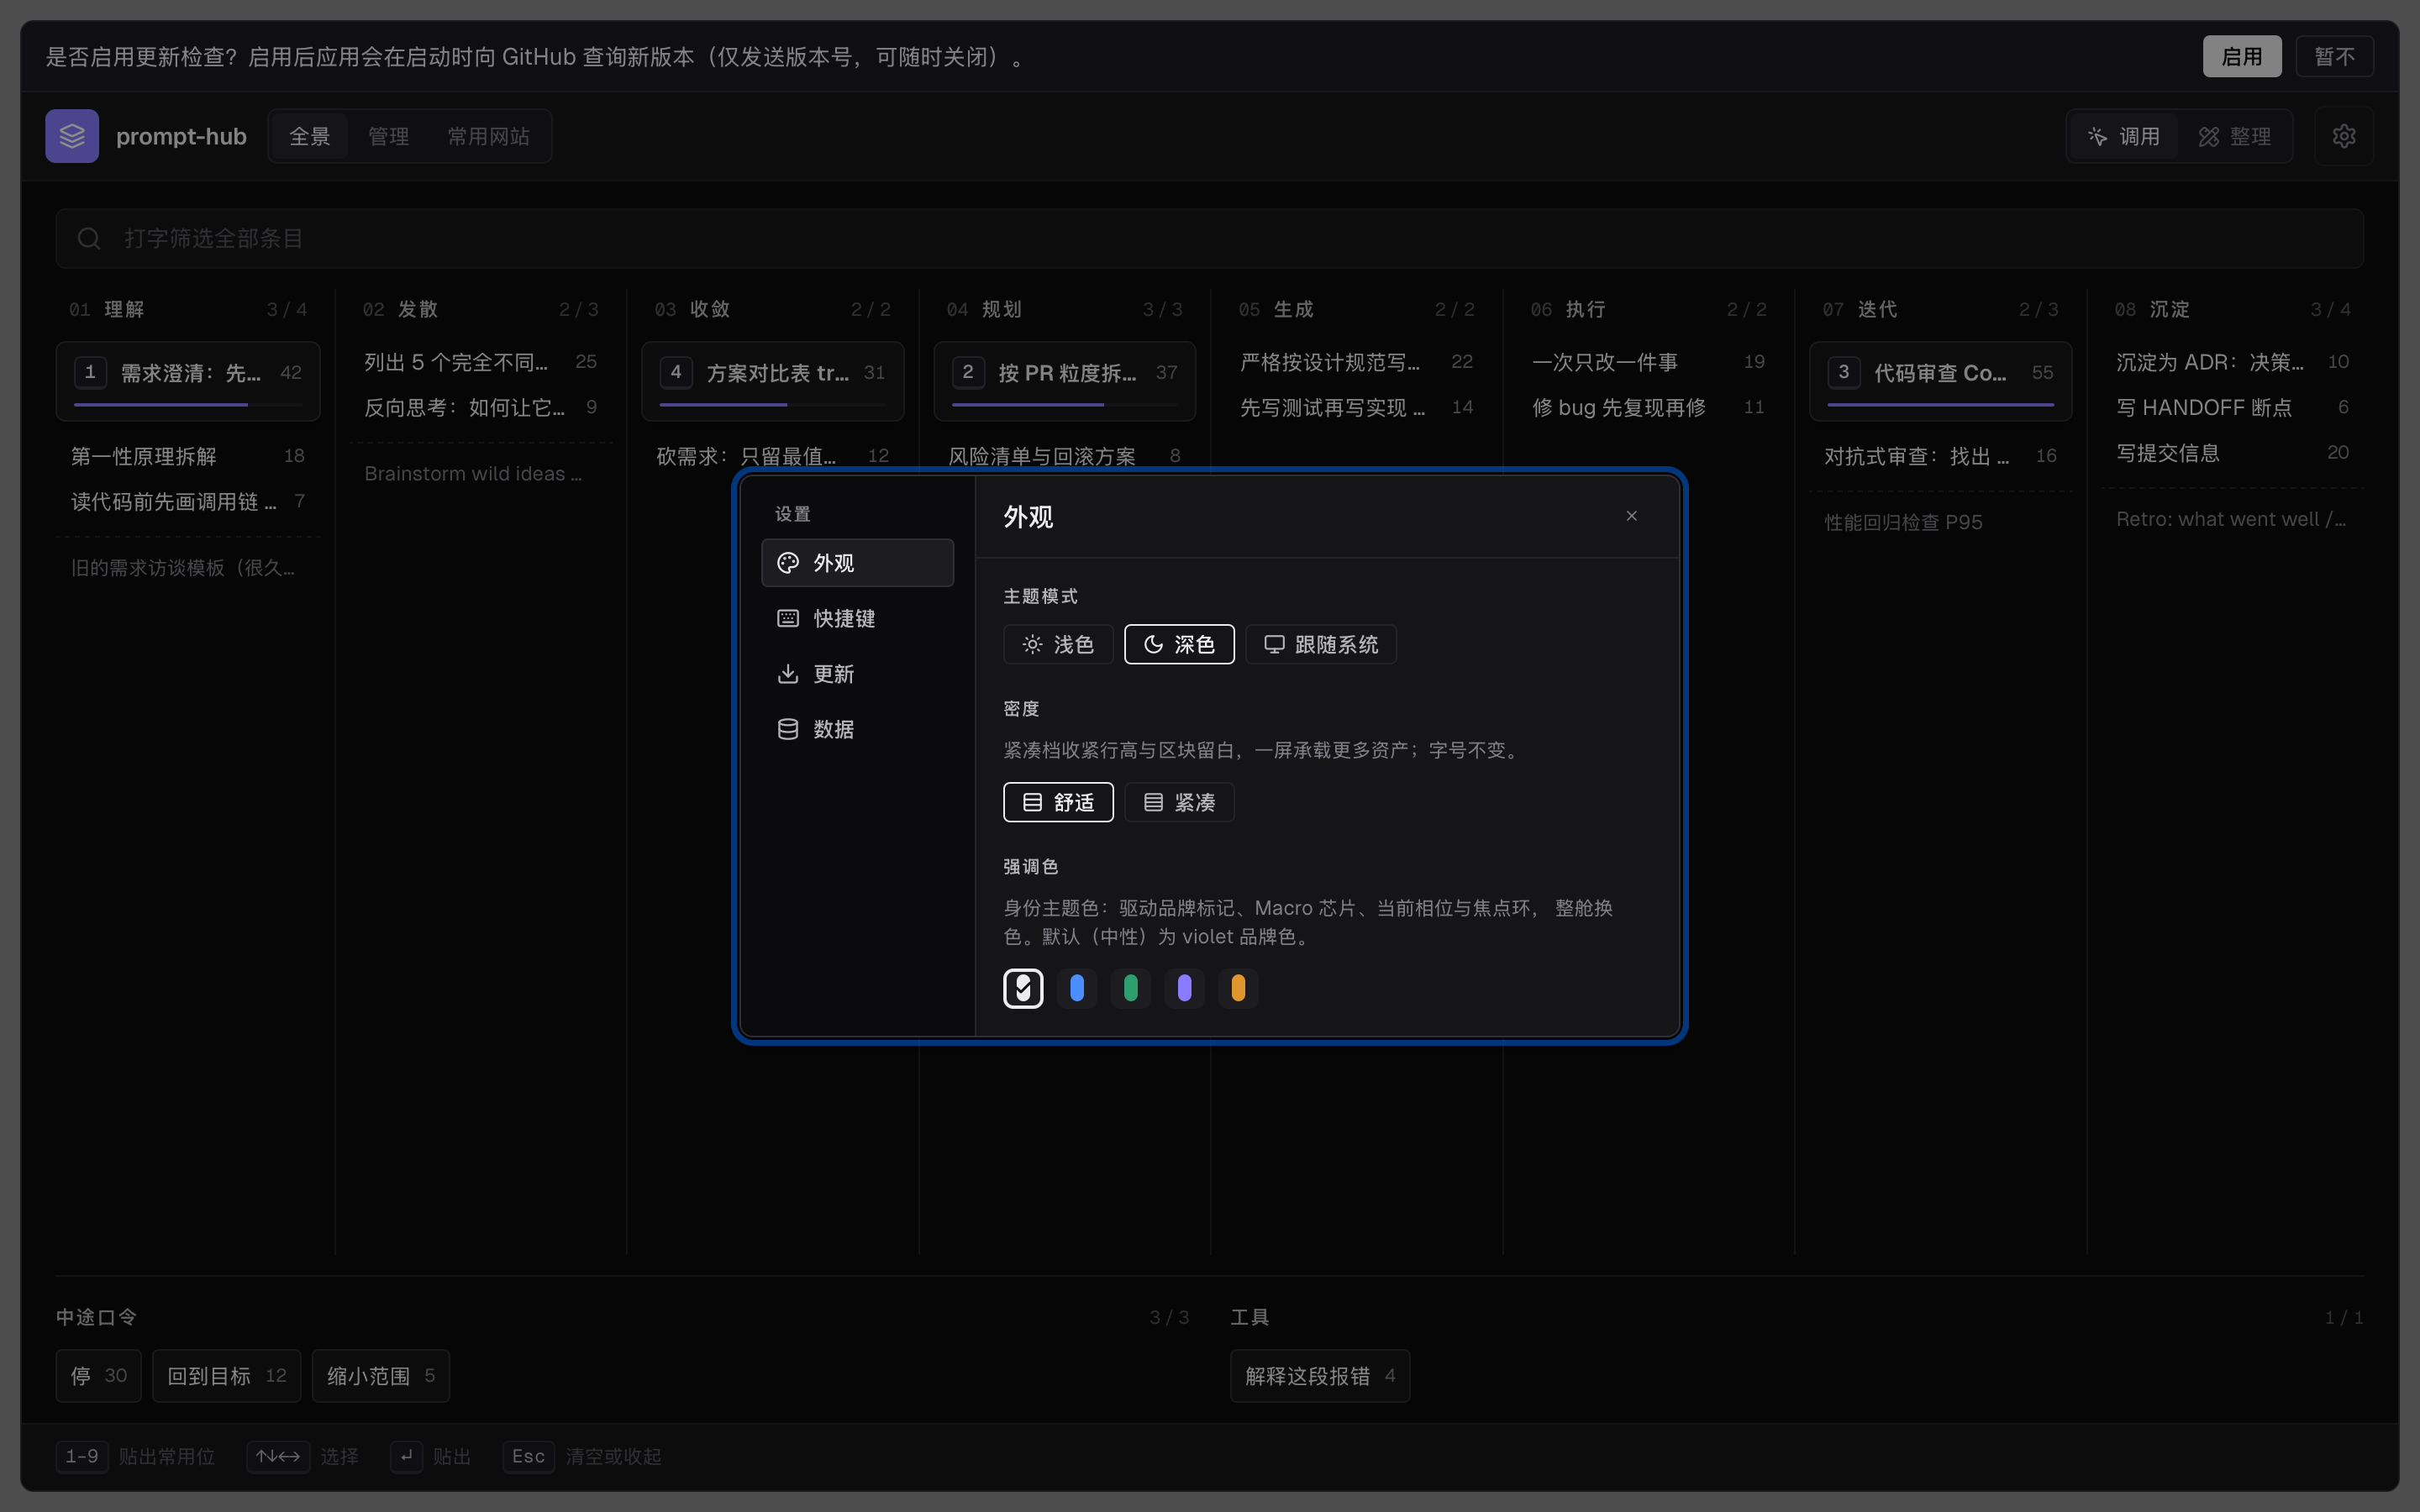 是否启用更新检查？启用后应用会在启动时向 GitHub 查询新版本（仅发送版本号，可随时关闭）。
启用
暂不
prompt-hub
全景
管理
常用网站
调用
整理
打字筛选全部条目
01 理解 3 / 4
1 需求澄清：先... 42
第一性原理拆解 18
读代码前先画调用链 ... 7
旧的需求访谈模板（很久...
02 发散 2 / 3
列出 5 个完全不同... 25
反向思考：如何让它... 9
Brainstorm wild ideas ...
03 收敛 2 / 2
4 方案对比表 tr... 31
砍需求：只留最值... 12
04 规划 3 / 3
2 按 PR 粒度拆... 37
风险清单与回滚方案 8
05 生成 2 / 2
严格按设计规范写... 22
先写测试再写实现 ... 14
06 执行 2 / 2
一次只改一件事 19
修 bug 先复现再修 11
07 迭代 2 / 3
3 代码审查 Co... 55
对抗式审查：找出 ... 16
性能回归检查 P95
08 沉淀 3 / 4
沉淀为 ADR：决策... 10
写 HANDOFF 断点 6
写提交信息 20
Retro: what went well /...
设置
外观
快捷键
更新
数据
外观
主题模式
浅色
深色
跟随系统
密度
紧凑档收紧行高与区块留白，一屏承载更多资产；字号不变。
舒适
紧凑
强调色
身份主题色：驱动品牌标记、Macro 芯片、当前相位与焦点环， 整舱换
色。默认（中性）为 violet 品牌色。
中途口令 3 / 3
停 30
回到目标 12
缩小范围 5
工具 1 / 1
解释这段报错 4
1-9 贴出常用位
↑↓←→ 选择
↵ 贴出
Esc 清空或收起